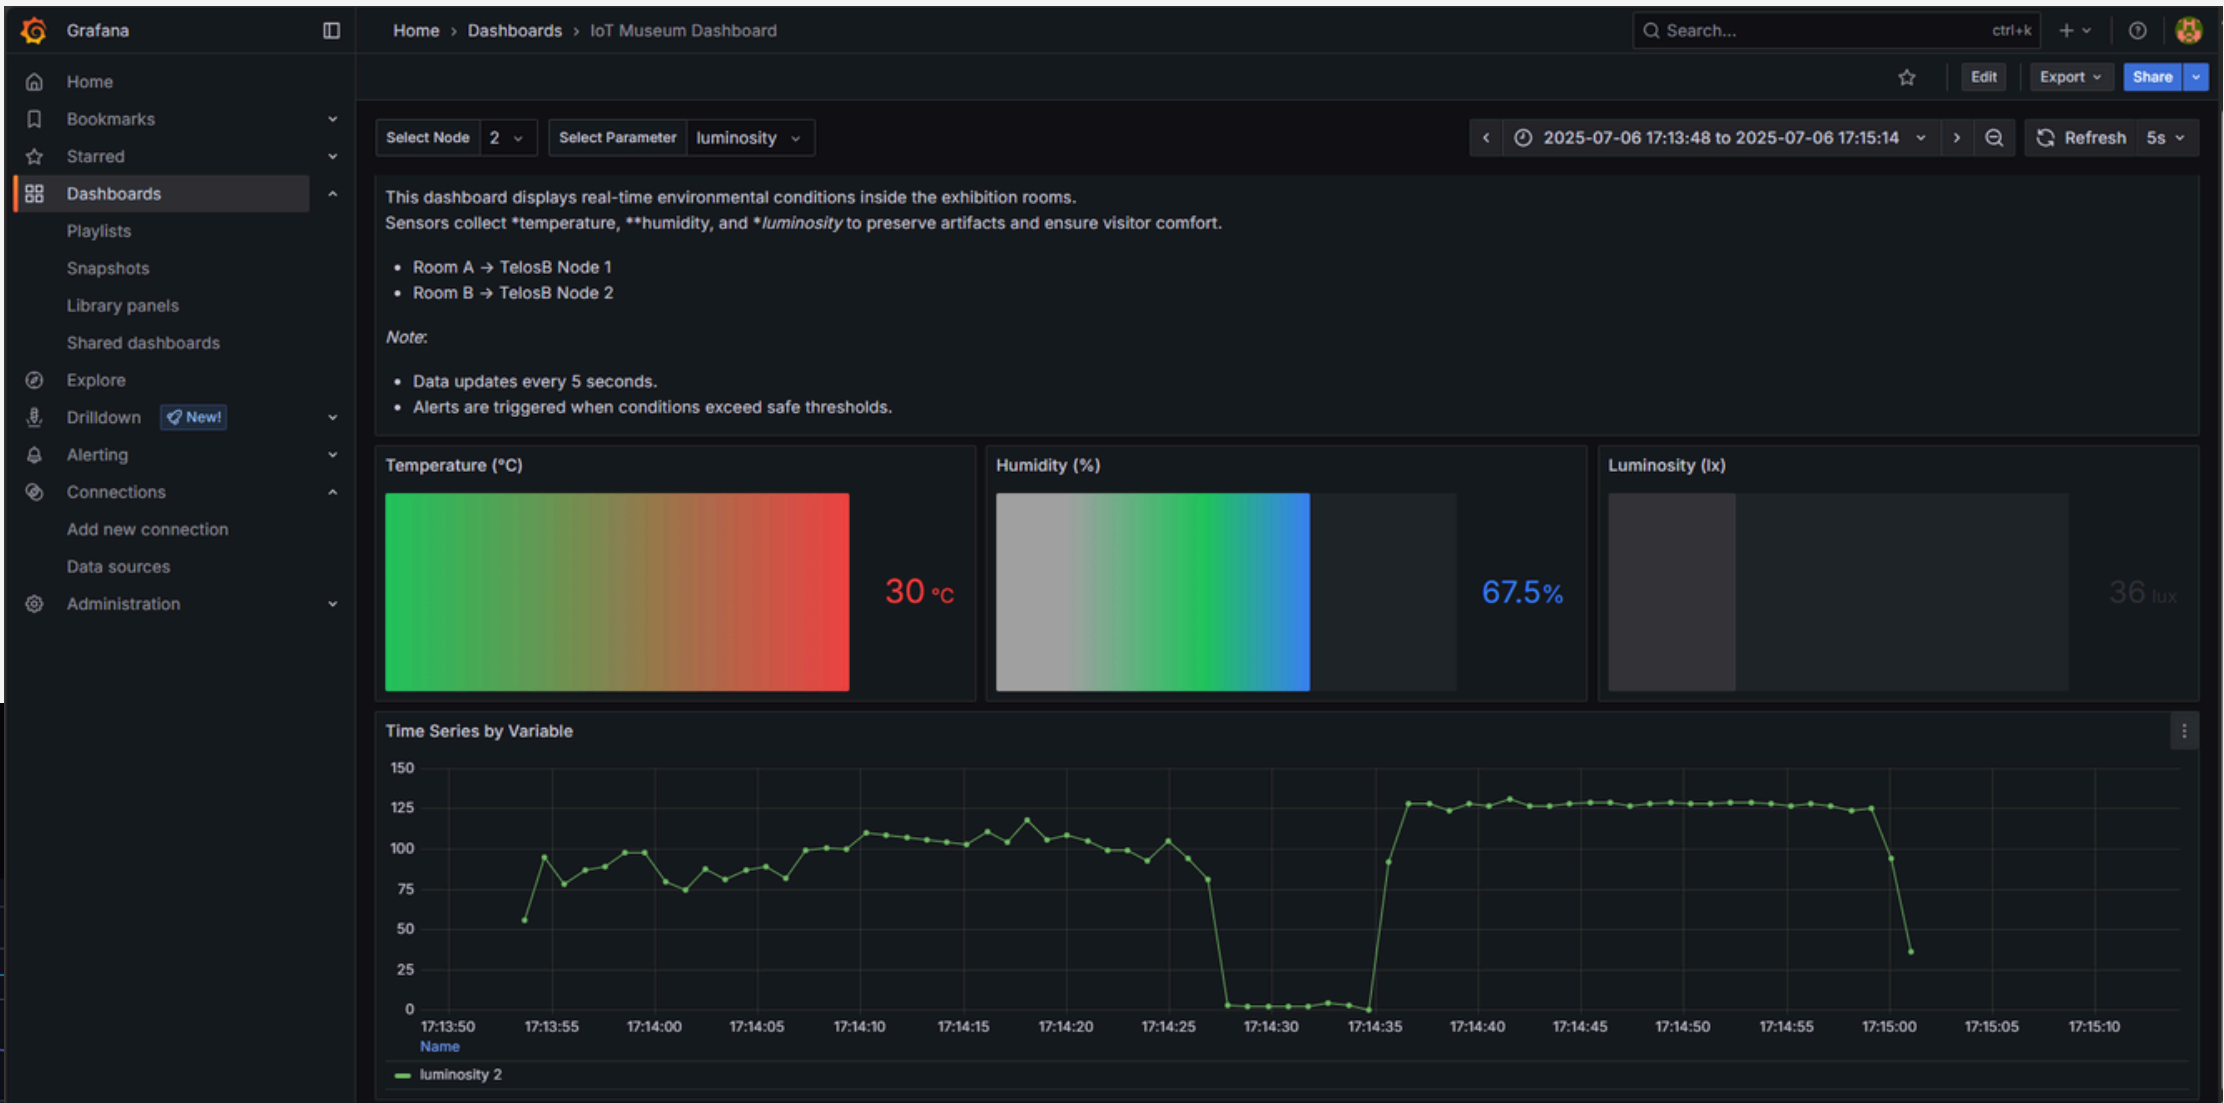 Grafana
Home › Dashboards › IoT Museum Dashboard
Search... ctrl+k
Edit Export Share
Home
Bookmarks
Starred
Dashboards
Playlists
Snapshots
Library panels
Shared dashboards
Explore
Drilldown New!
Alerting
Connections
Add new connection
Data sources
Administration
Select Node 2 Select Parameter luminosity
2025-07-06 17:13:48 to 2025-07-06 17:15:14 Refresh 5s
This dashboard displays real-time environmental conditions inside the exhibition rooms.
Sensors collect *temperature, **humidity, and *luminosity to preserve artifacts and ensure visitor comfort.
• Room A → TelosB Node 1
• Room B → TelosB Node 2
Note:
• Data updates every 5 seconds.
• Alerts are triggered when conditions exceed safe thresholds.
Temperature (°C)
30 °C
Humidity (%)
67.5%
Luminosity (lx)
36 lux
Time Series by Variable
150
125
100
75
50
25
0
17:13:50 17:13:55 17:14:00 17:14:05 17:14:10 17:14:15 17:14:20 17:14:25 17:14:30 17:14:35 17:14:40 17:14:45 17:14:50 17:14:55 17:15:00 17:15:05 17:15:10
Name
luminosity 2